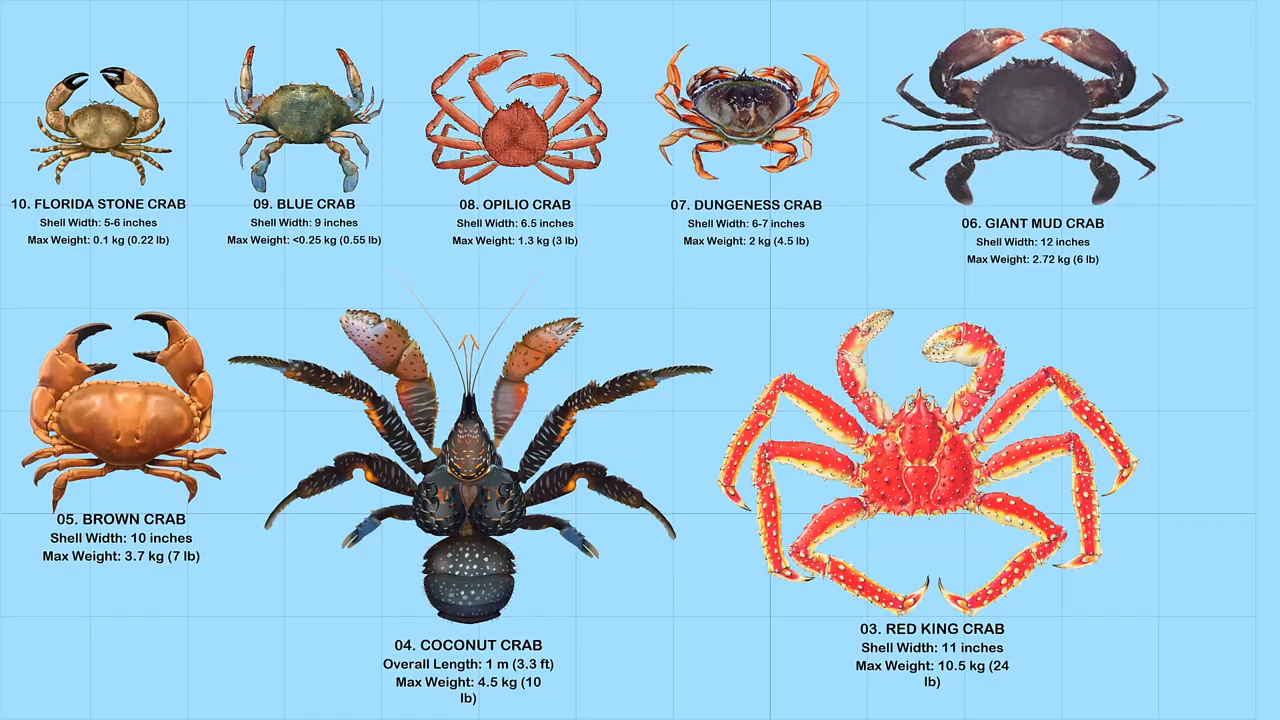 10. FLORIDA STONE CRAB
Shell Width: 5-6 inches
Max Weight: 0.1 kg (0.22 lb)
09. BLUE CRAB
Shell Width: 9 inches
Max Weight: <0.25 kg (0.55 lb)
08. OPILIO CRAB
Shell Width: 6.5 inches
Max Weight: 1.3 kg (3 lb)
07. DUNGENESS CRAB
Shell Width: 6-7 inches
Max Weight: 2 kg (4.5 lb)
06. GIANT MUD CRAB
Shell Width: 12 inches
Max Weight: 2.72 kg (6 lb)
05. BROWN CRAB
Shell Width: 10 inches
Max Weight: 3.7 kg (7 lb)
04. COCONUT CRAB
Overall Length: 1 m (3.3 ft)
Max Weight: 4.5 kg (10
lb)
03. RED KING CRAB
Shell Width: 11 inches
Max Weight: 10.5 kg (24
lb)